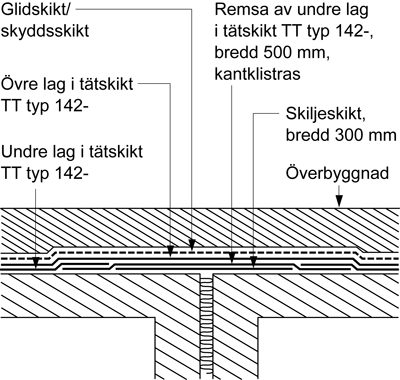 Glidskikt/
skyddsskikt
Övre lag i tätskikt
TT typ 142-
Undre lag i tätskikt
TT typ 142-
Remsa av undre lag
i tätskikt TT typ 142-,
bredd 500 mm,
kantklistras
Skiljeskikt,
bredd 300 mm
Överbyggnad